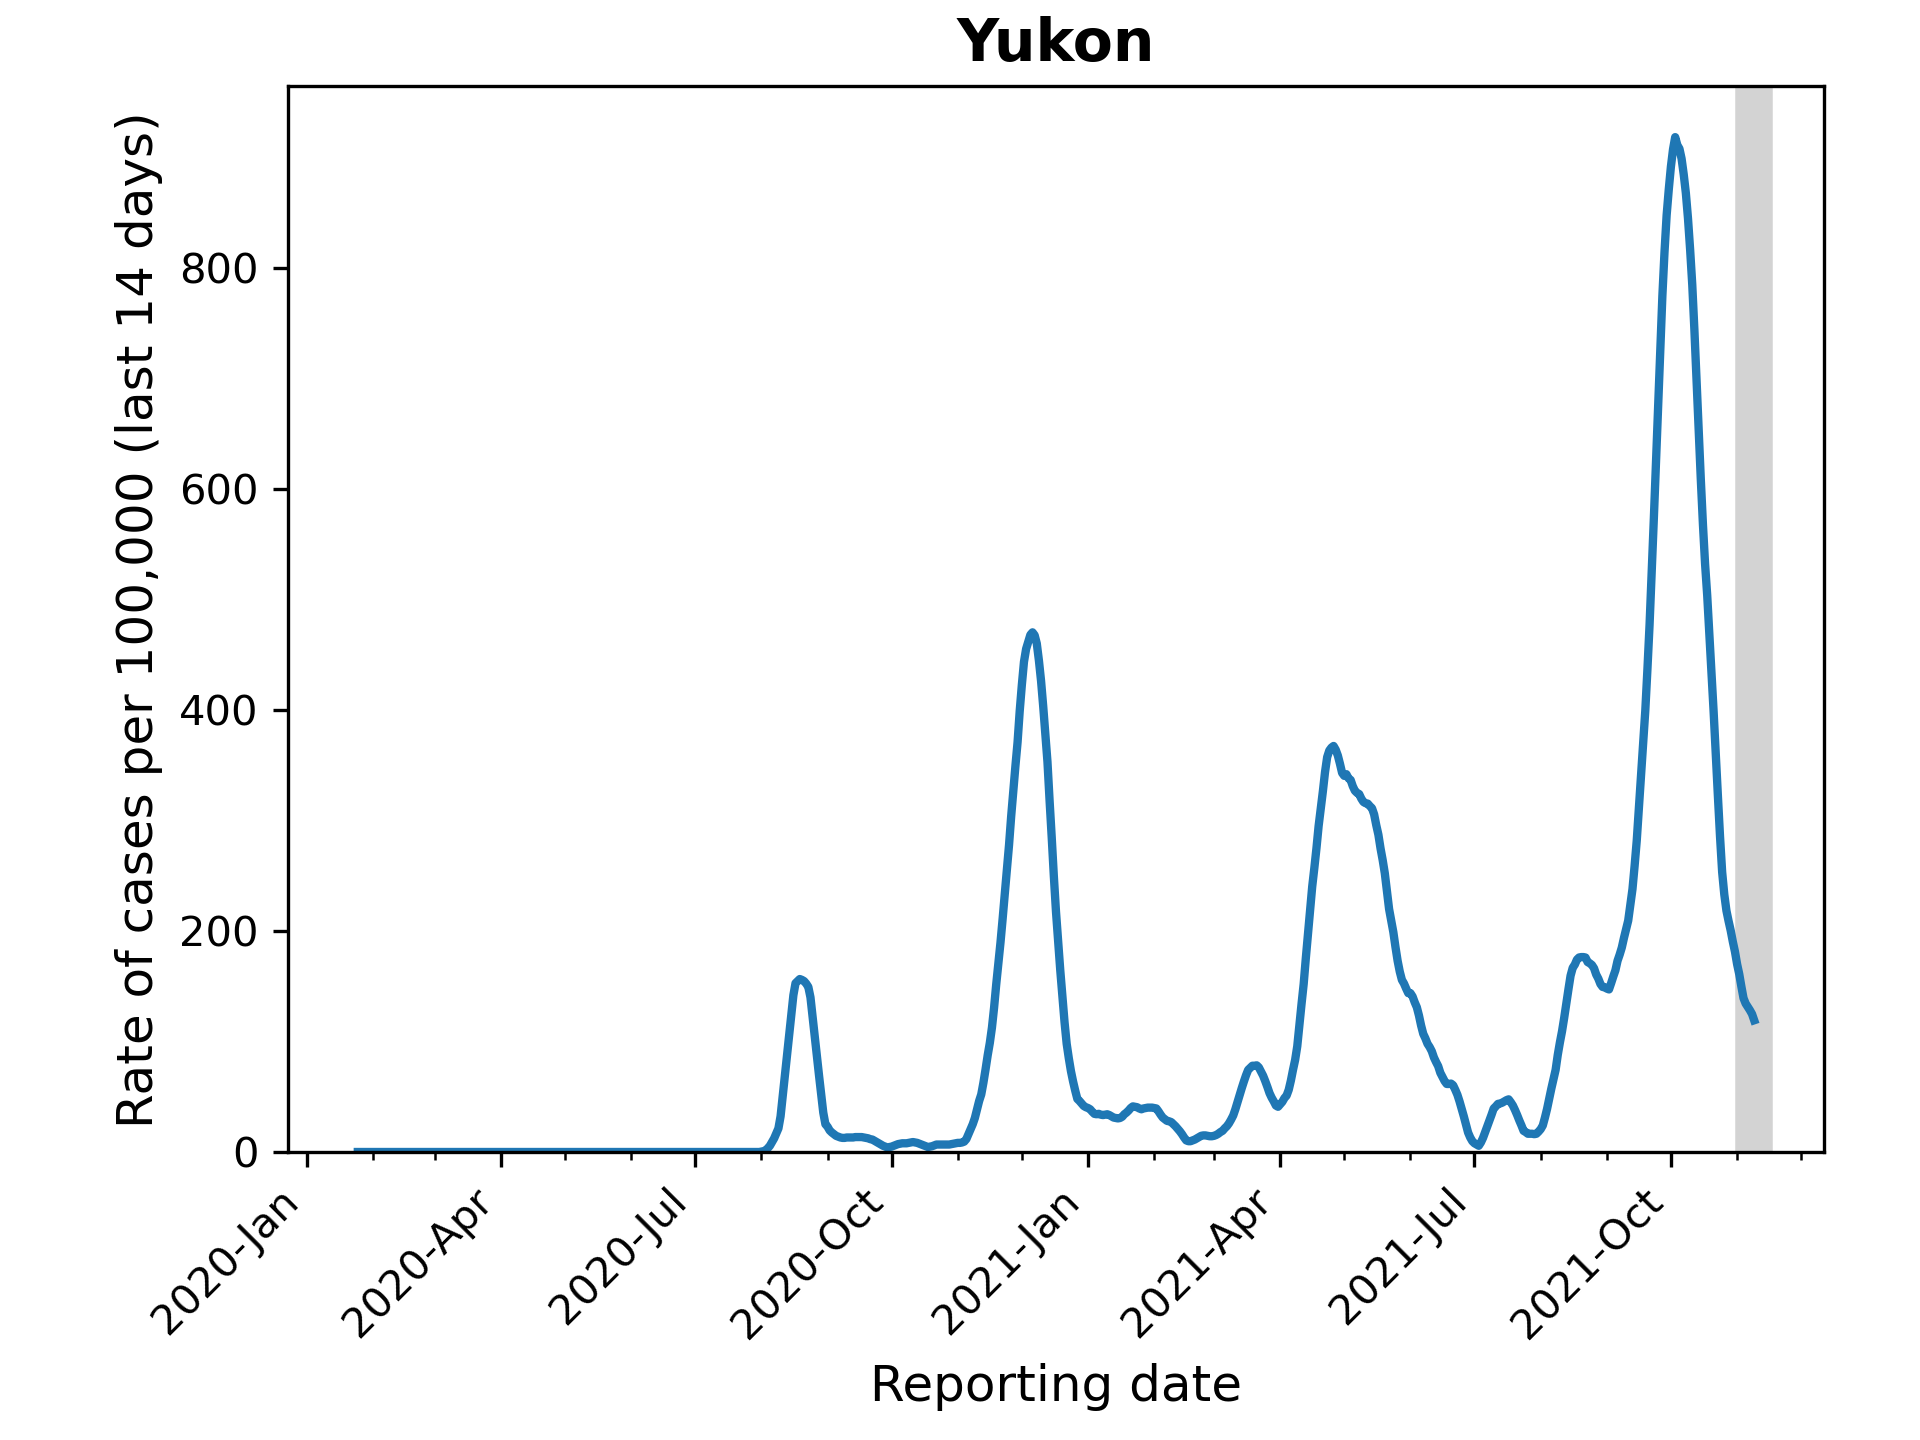 Yukon
Rate of cases per 100,000 (last 14 days)
800
600
400
200
0
2020-Jan
2020-Apr
2020-Jul
2020-Oct
2021-Jan
2021-Apr
2021-Jul
2021-Oct
Reporting date